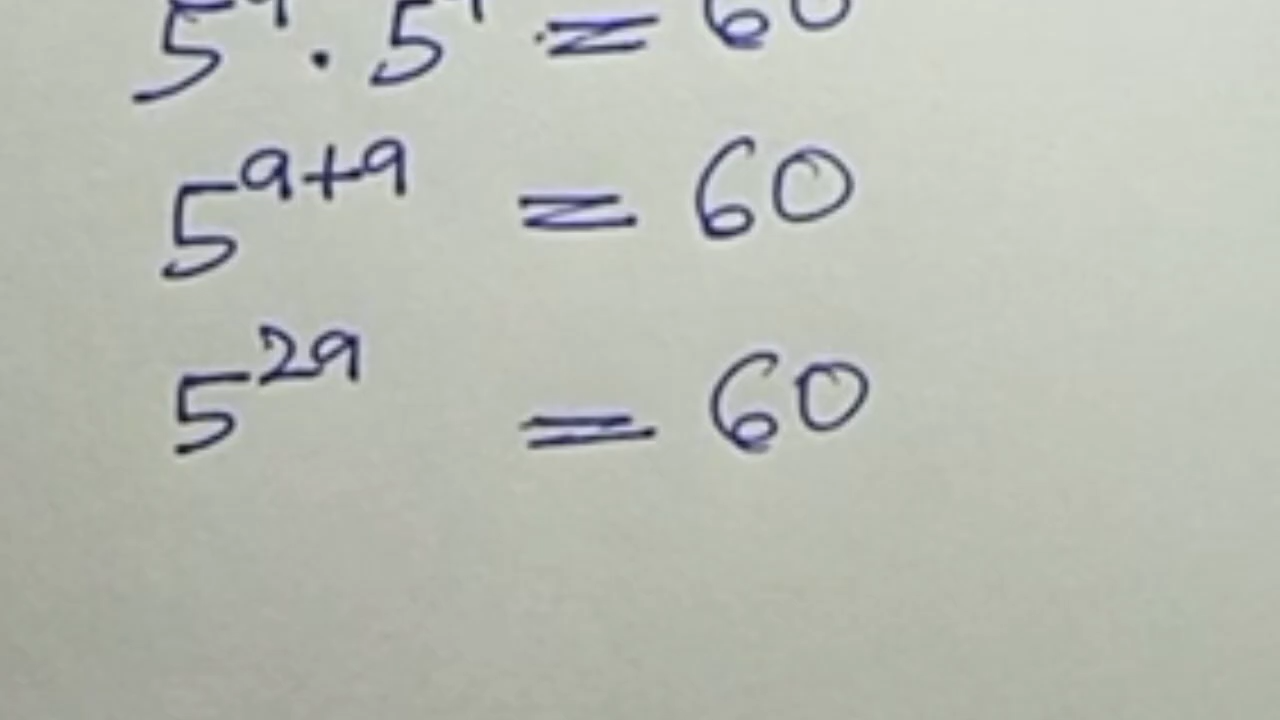 5^a · 5^a = 60
5^{a+a} = 60
5^{2a} = 60